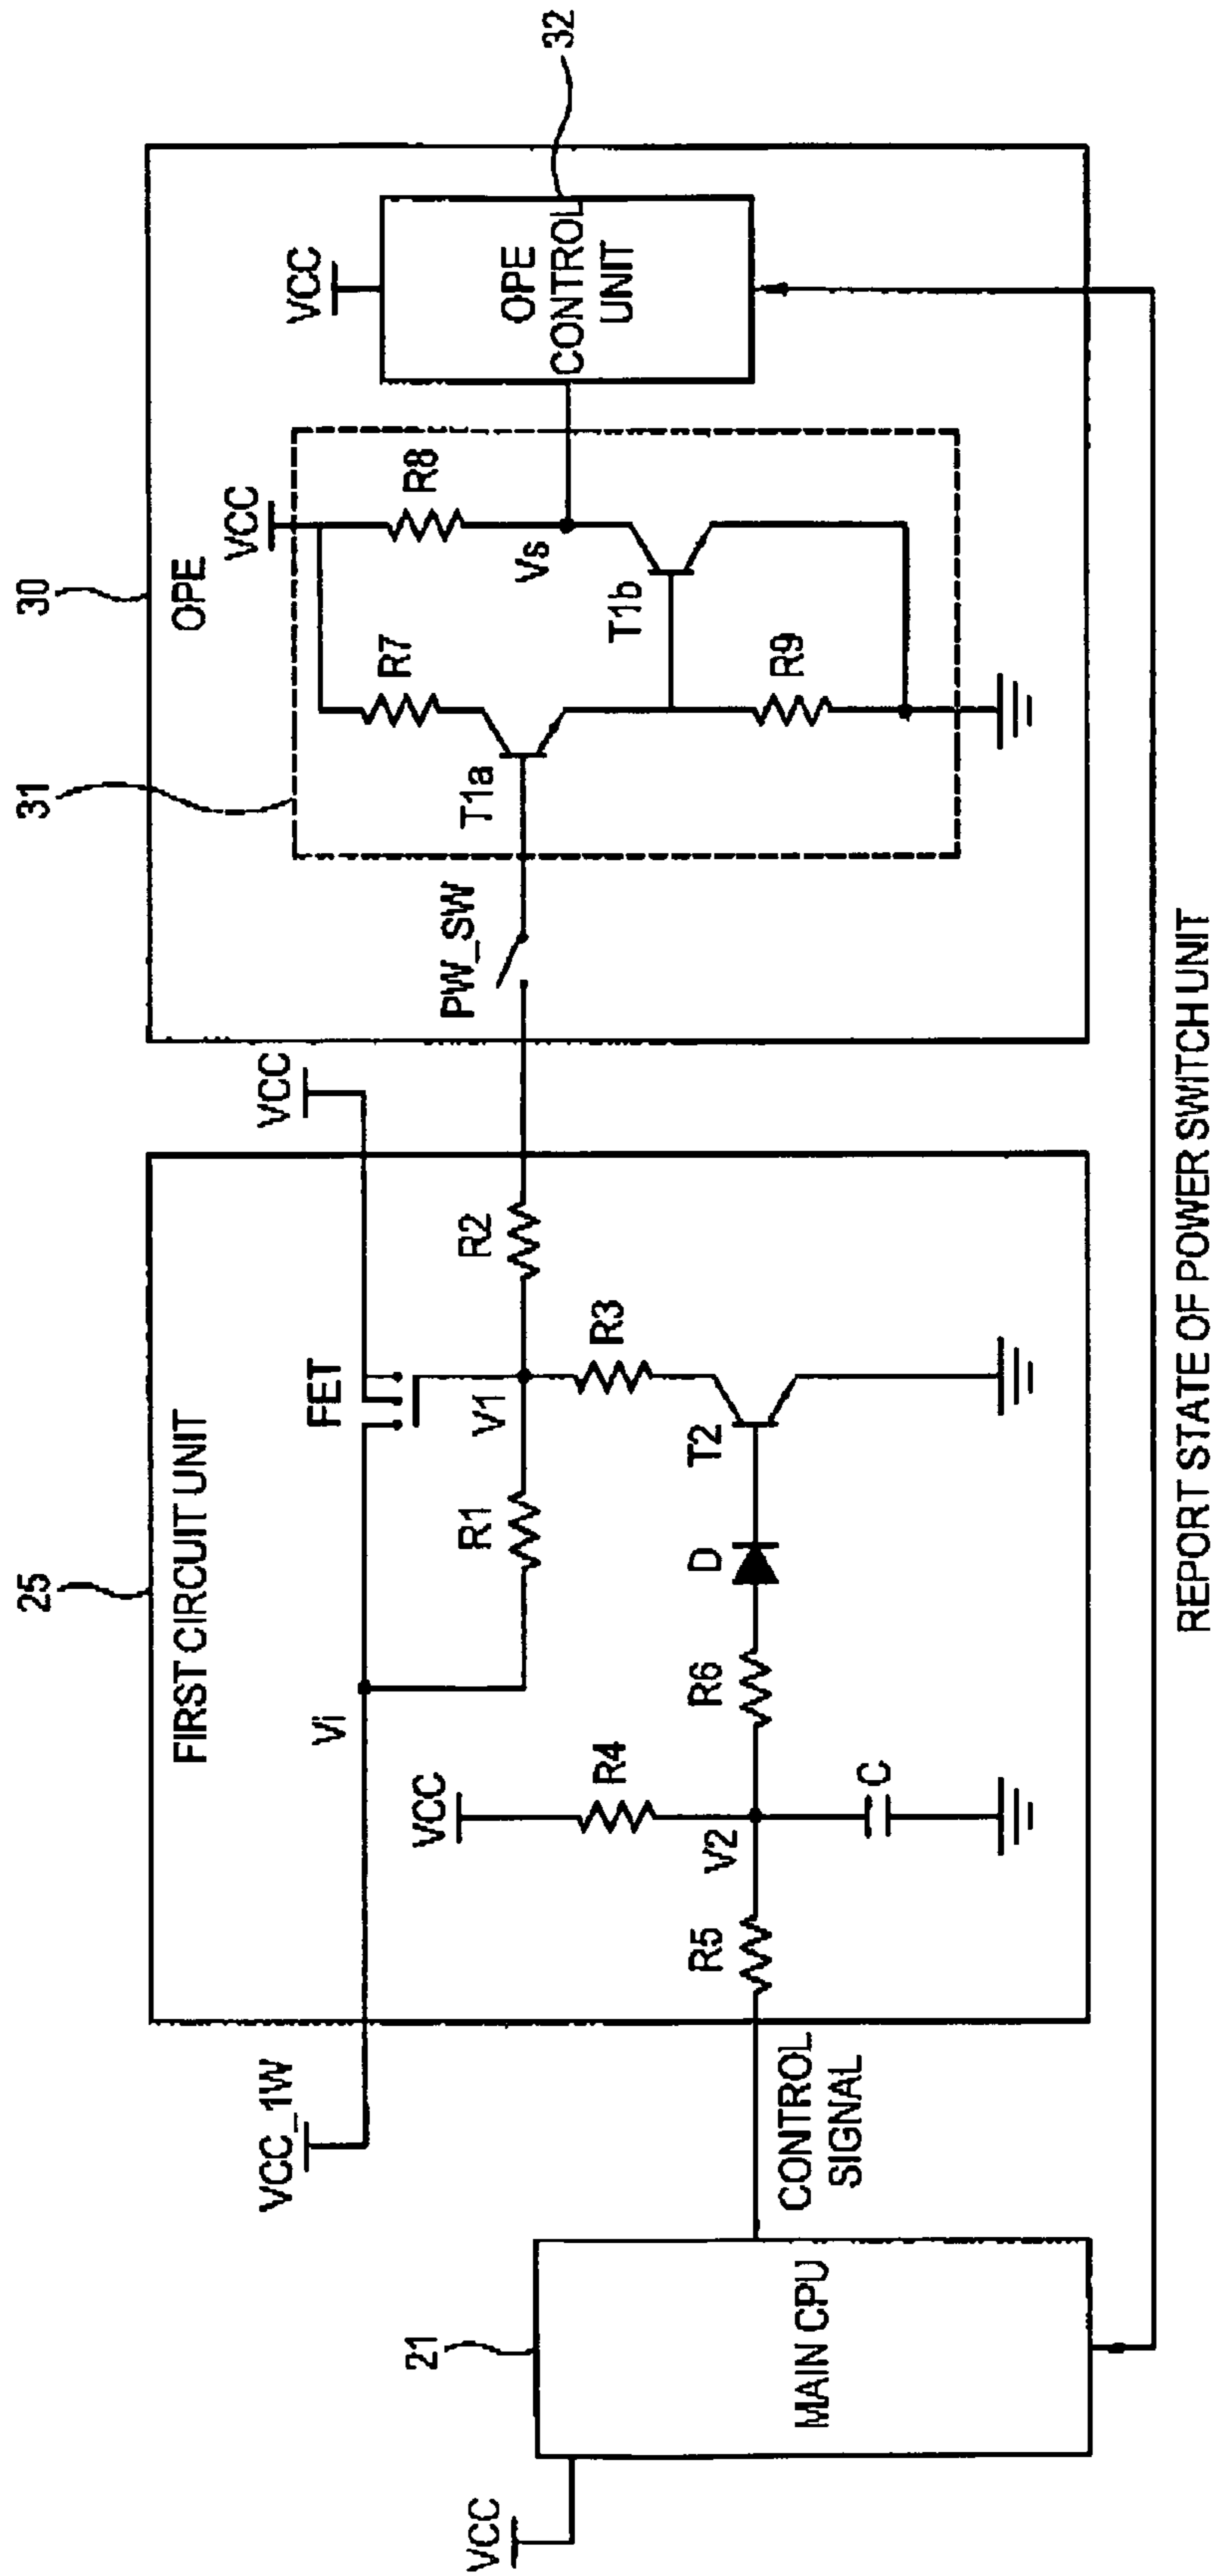 21
VCC
MAIN CPU
VCC_1W
CONTROL
SIGNAL
25
FIRST CIRCUIT UNIT
Vi
FET
VCC
R1
V1
R2
VCC
R4
R3
R5
V2
R6
D
T2
C
30
OPE
31
PW_SW
VCC
R7
R8
T1a
Vs
T1b
R9
VCC
OPE
CONTROL
UNIT
32
REPORT STATE OF POWER SWITCH UNIT